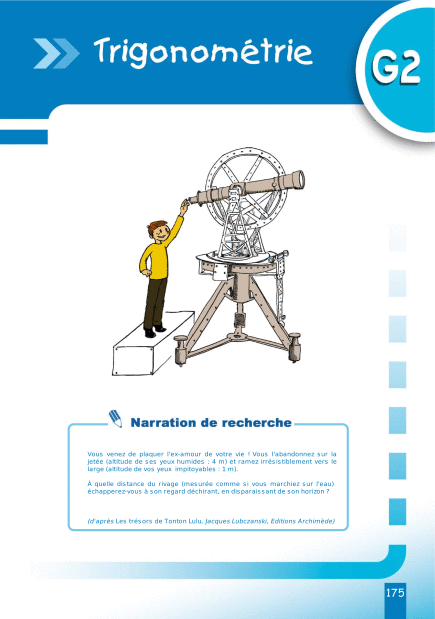 Trigonométrie
G2
Narration de recherche
Vous venez de plaquer l'ex-amour de votre vie ! Vous l'abandonnez sur la
jetée (altitude de ses yeux humides : 4 m) et ramez irrésistiblement vers le
large (altitude de vos yeux impitoyables : 1 m).
À quelle distance du rivage (mesurée comme si vous marchiez sur l'eau)
échapperez-vous à son regard déchirant, en disparaissant de son horizon ?
(d'après Les trésors de Tonton Lulu, Jacques Lubczanski, Editions Archimède)
175